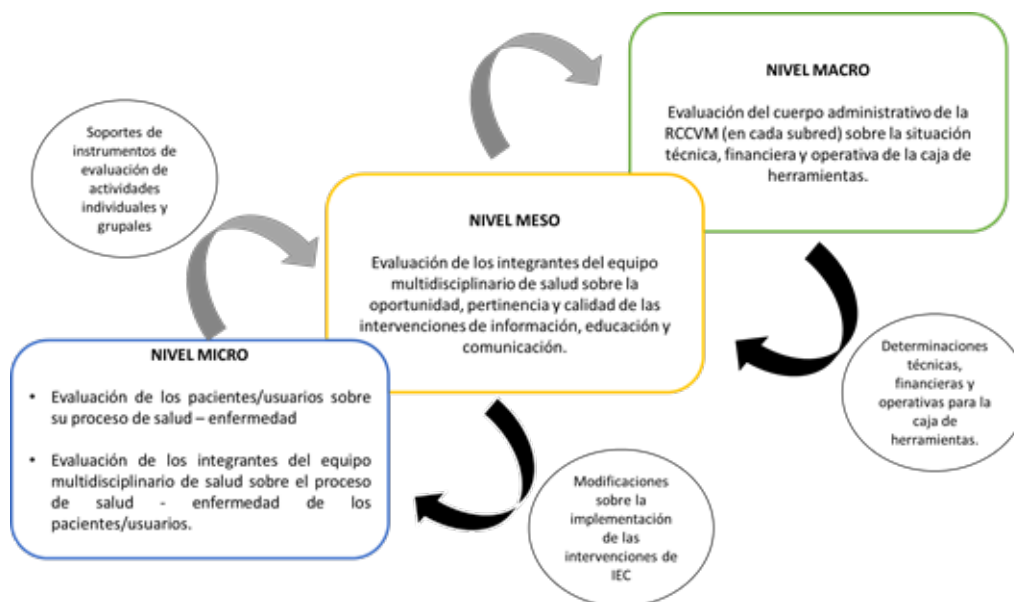 NIVEL MACRO
Evaluación del cuerpo administrativo de la
RCCVM (en cada subred) sobre la situación
técnica, financiera y operativa de la caja de
herramientas.
Soportes de
instrumentos de
evaluación de
actividades
individuales y
grupales
NIVEL MESO
Evaluación de los integrantes del equipo
multidisciplinario de salud sobre la
oportunidad, pertinencia y calidad de las
intervenciones de información, educación y
comunicación.
NIVEL MICRO
• Evaluación de los pacientes/usuarios sobre
su proceso de salud – enfermedad
• Evaluación de los integrantes del equipo
multidisciplinario de salud sobre el proceso
de salud - enfermedad de los
pacientes/usuarios.
Determinaciones
técnicas,
financieras y
operativas para la
caja de
herramientas.
Modificaciones
sobre la
implementación
de las
intervenciones de
IEC